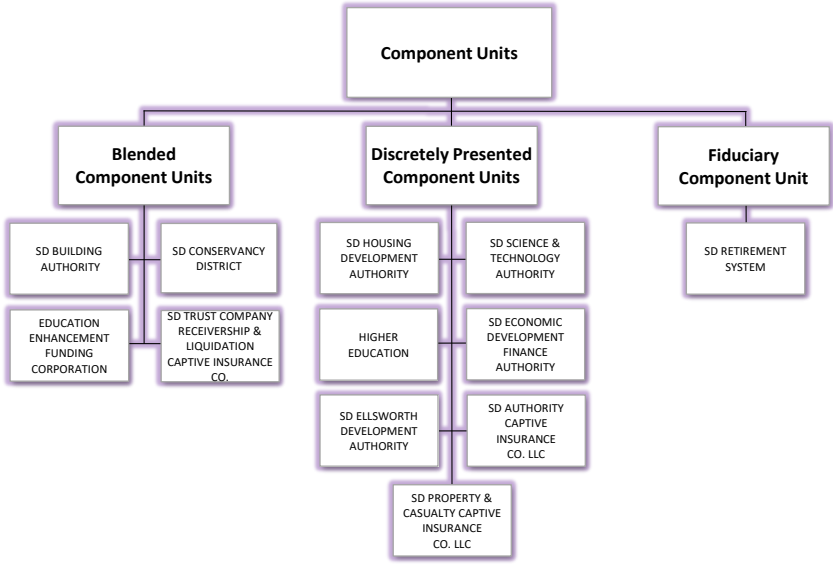 Component Units
Blended
Component Units
Discretely Presented
Component Units
Fiduciary
Component Unit
SD BUILDING
AUTHORITY
SD CONSERVANCY
DISTRICT
EDUCATION
ENHANCEMENT
FUNDING
CORPORATION
SD TRUST COMPANY
RECEIVERSHIP &
LIQUIDATION
CAPTIVE INSURANCE
CO.
SD HOUSING
DEVELOPMENT
AUTHORITY
SD SCIENCE &
TECHNOLOGY
AUTHORITY
HIGHER
EDUCATION
SD ECONOMIC
DEVELOPMENT
FINANCE
AUTHORITY
SD ELLSWORTH
DEVELOPMENT
AUTHORITY
SD AUTHORITY
CAPTIVE
INSURANCE
CO. LLC
SD PROPERTY &
CASUALTY CAPTIVE
INSURANCE
CO. LLC
SD RETIREMENT
SYSTEM